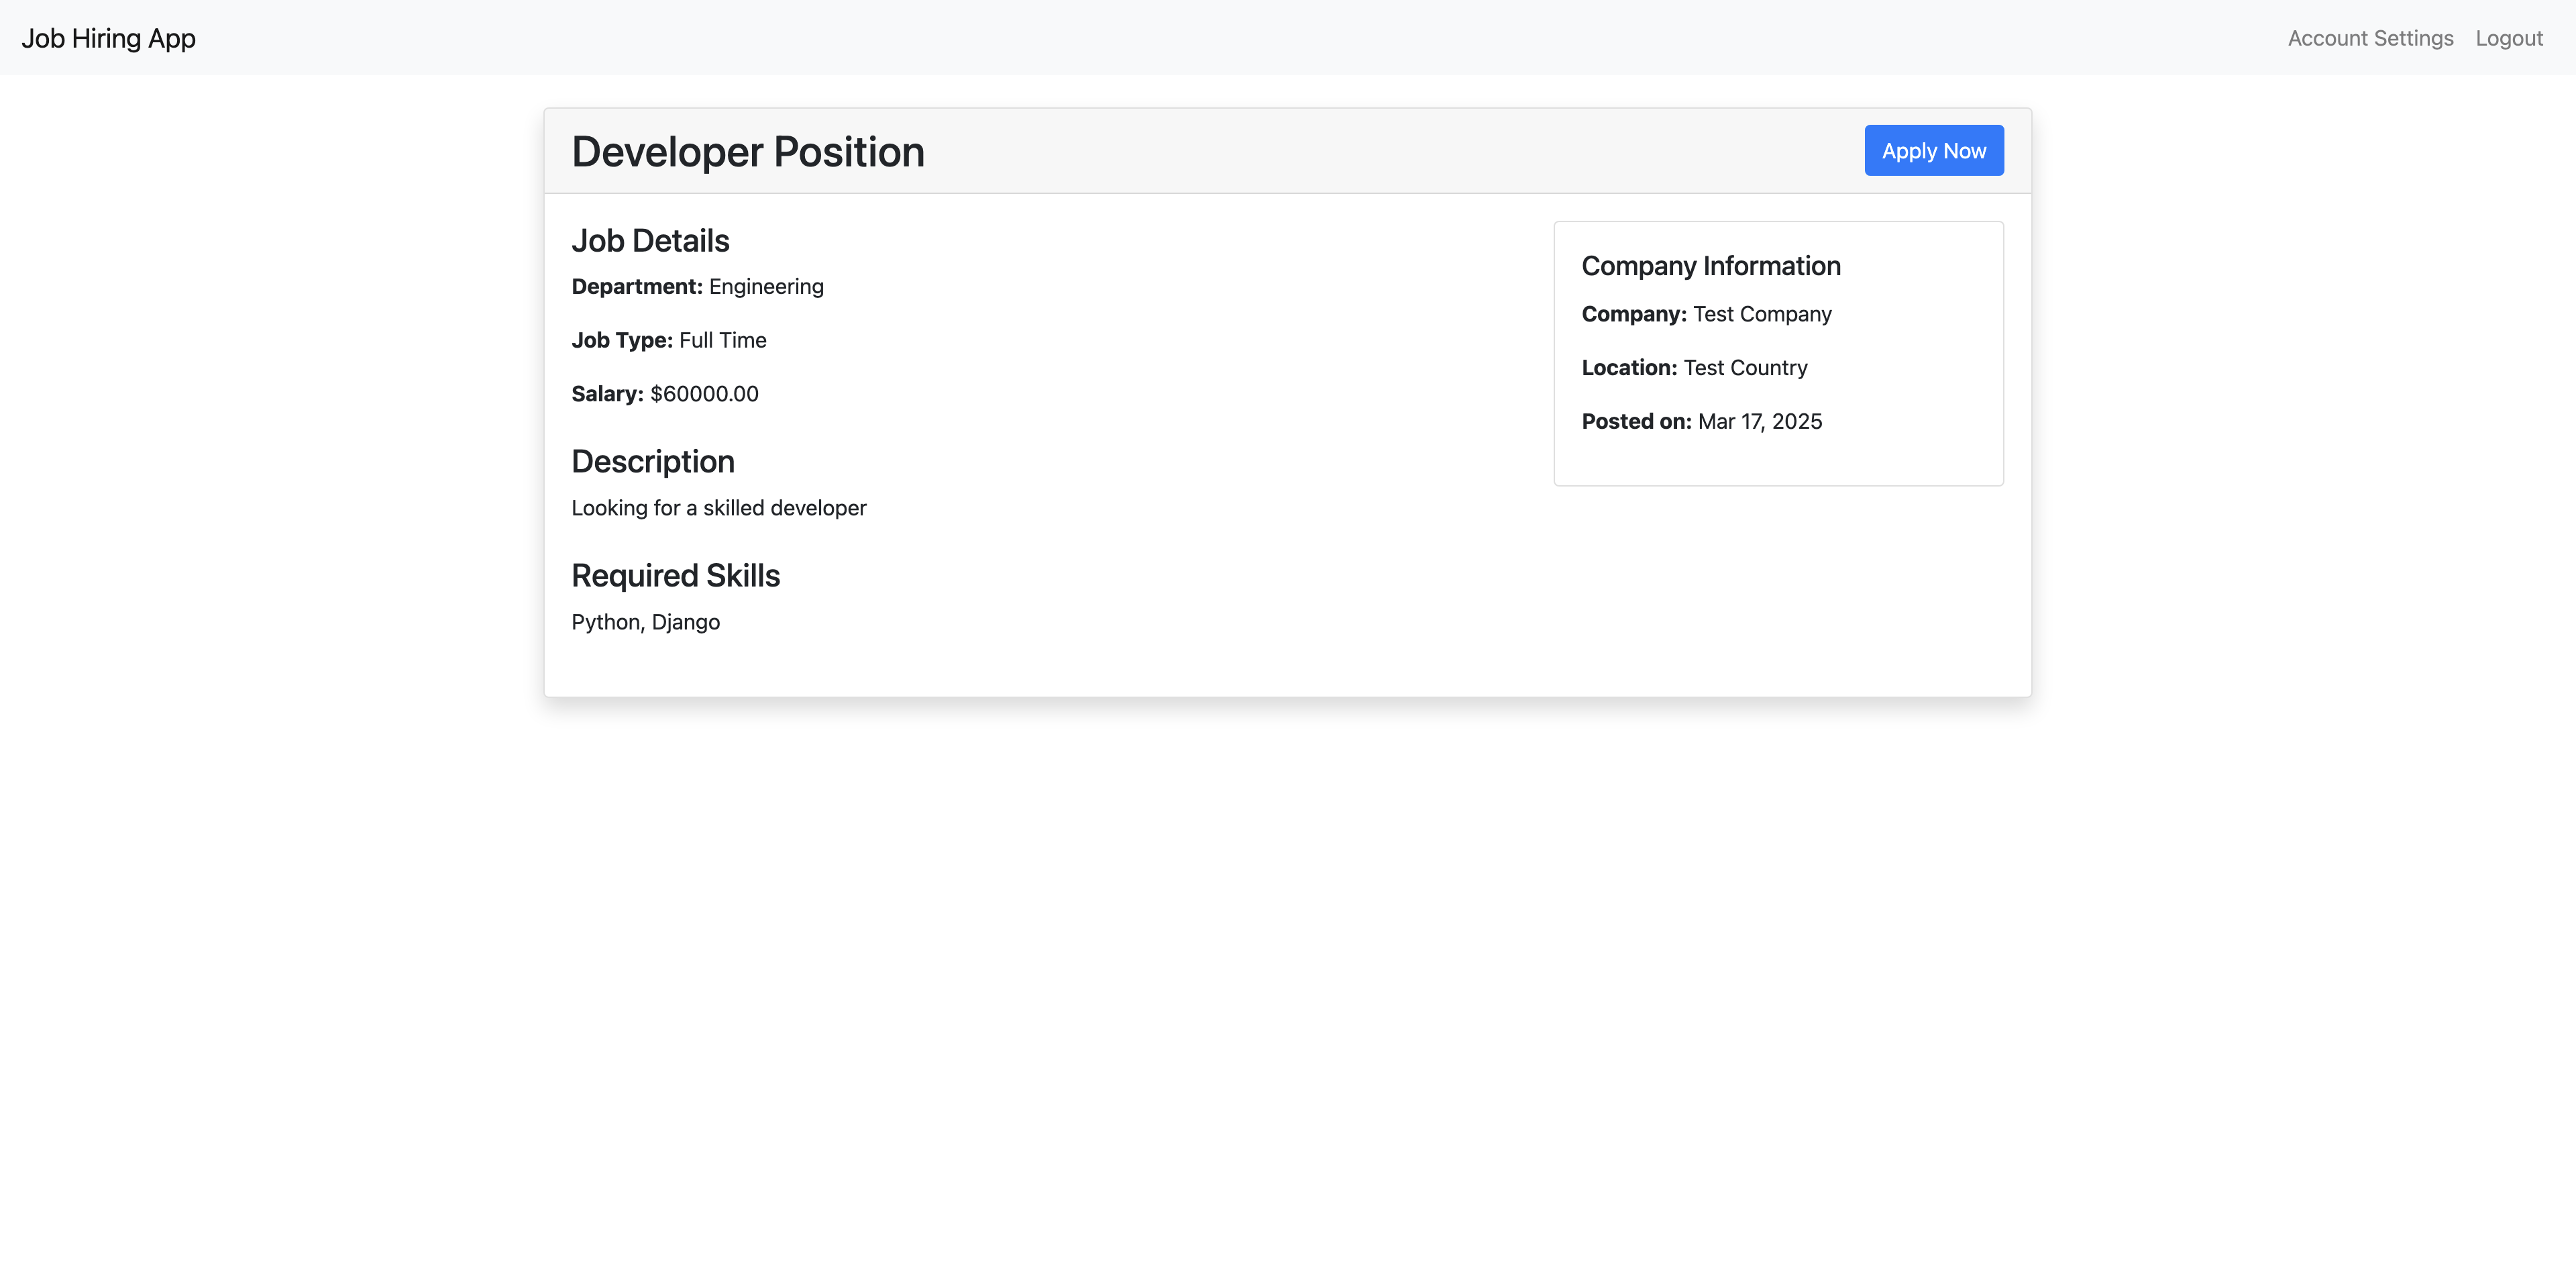 Job Hiring App
Account Settings
Logout
Developer Position
Apply Now
Job Details
Department: Engineering
Job Type: Full Time
Salary: $60000.00
Description
Looking for a skilled developer
Required Skills
Python, Django
Company Information
Company: Test Company
Location: Test Country
Posted on: Mar 17, 2025